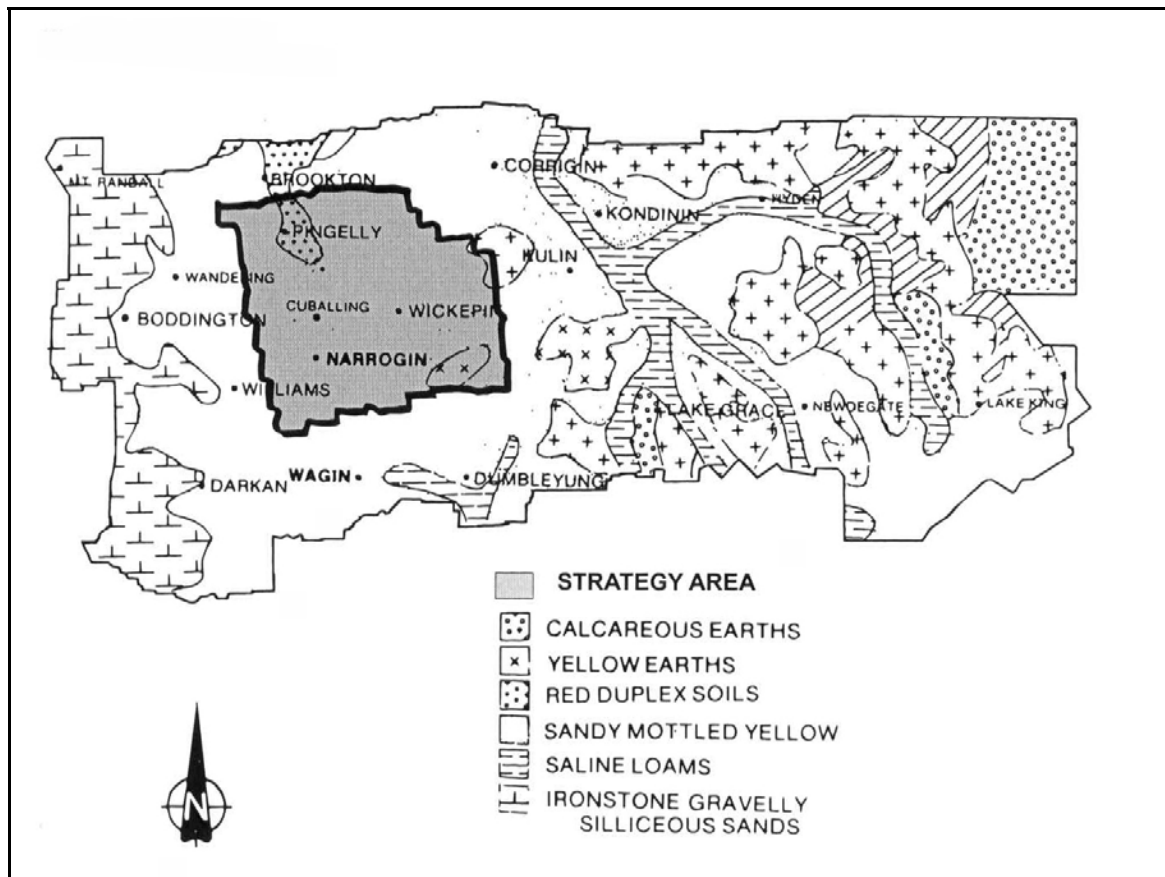 CORRIGIN
MT. RANDALL
BROOKTON
HYDEN
KONDININ
PINGELLY
KULIN
WANDERING
CUBALLING
WICKEPIN
BODDINGTON
NARROGIN
WILLIAMS
LAKE GRACE
NEWDEGATE
LAKE KING
WAGIN
DUMBLEYUNG
DARKAN
STRATEGY AREA
CALCAREOUS EARTHS
YELLOW EARTHS
RED DUPLEX SOILS
SANDY MOTTLED YELLOW
SALINE LOAMS
IRONSTONE GRAVELLY
SILLICEOUS SANDS
N